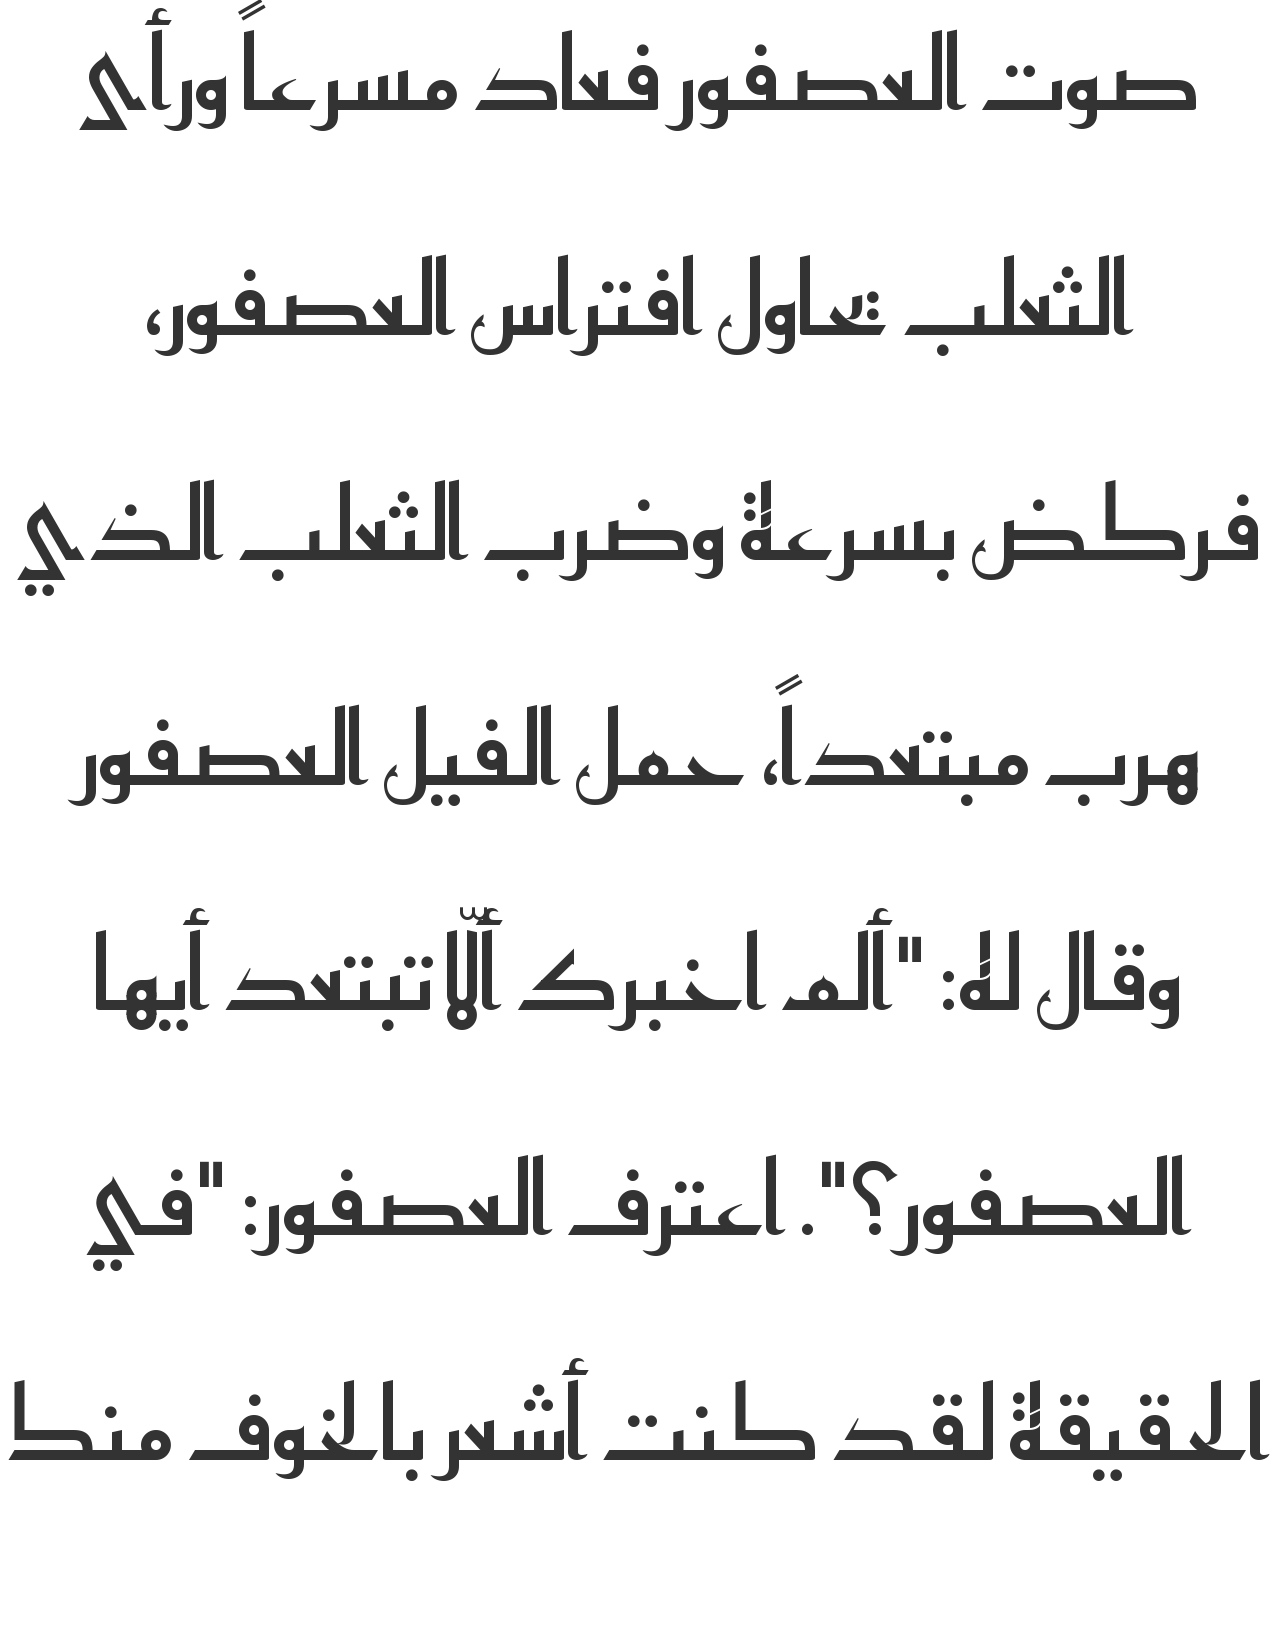 صوت العصفور فعاد مسرعاً ورأى
الثعلب يحاول افتراس العصفور،
فركض بسرعة وضرب الثعلب الذي
هرب مبتعداً، حمل الفيل العصفور
وقال له: "ألم اخبرك ألّا تبتعد أيها
العصفور؟". اعترف العصفور: "في
الحقيقة لقد كنت أشعر بالخوف منك